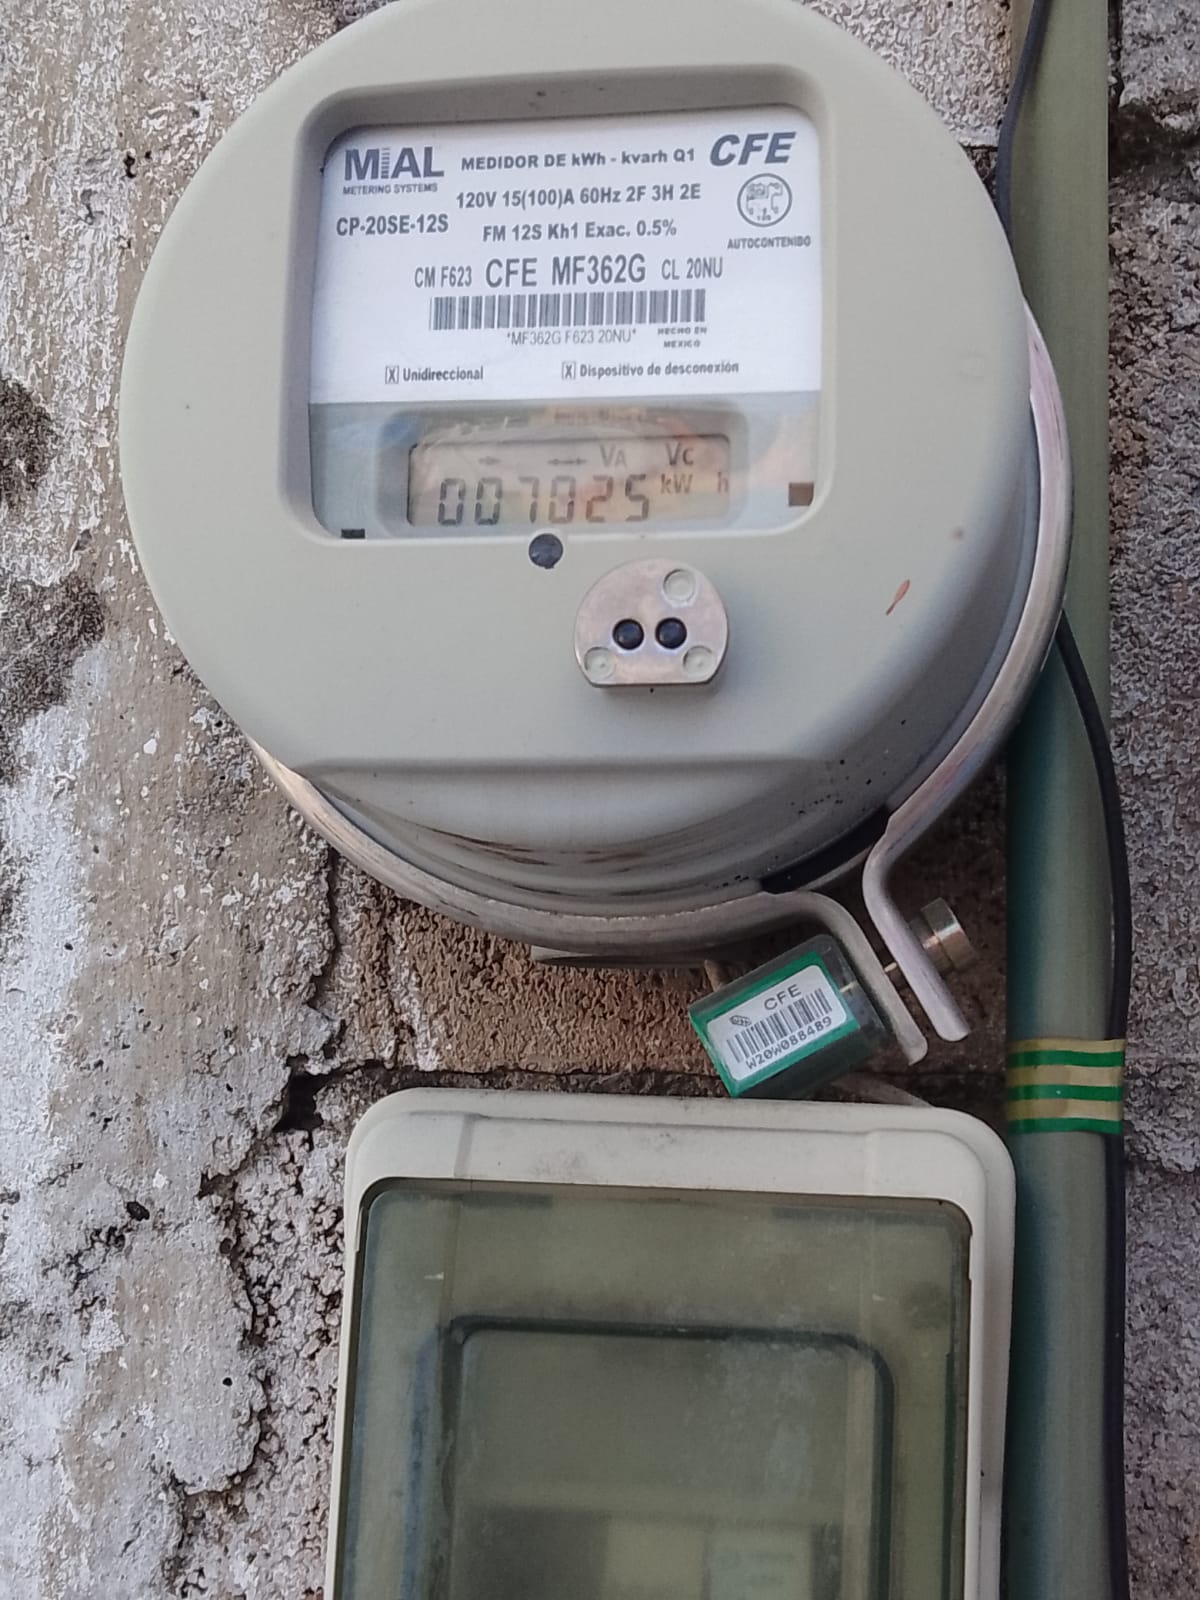 MIAL
METERING SYSTEMS
MEDIDOR DE kWh - kvarh Q1
CFE
120V 15(100)A 60Hz 2F 3H 2E
CP-20SE-12S
FM 12S Kh1 Exac. 0.5%
AUTOCONTENIDO
CM F623 CFE MF362G CL 20NU
*MF362G F623 20NU*
HECHO EN
MEXICO
X Unidireccional
X Dispositivo de desconexión
VA VC
007025 kW h
CFE
W20W088489